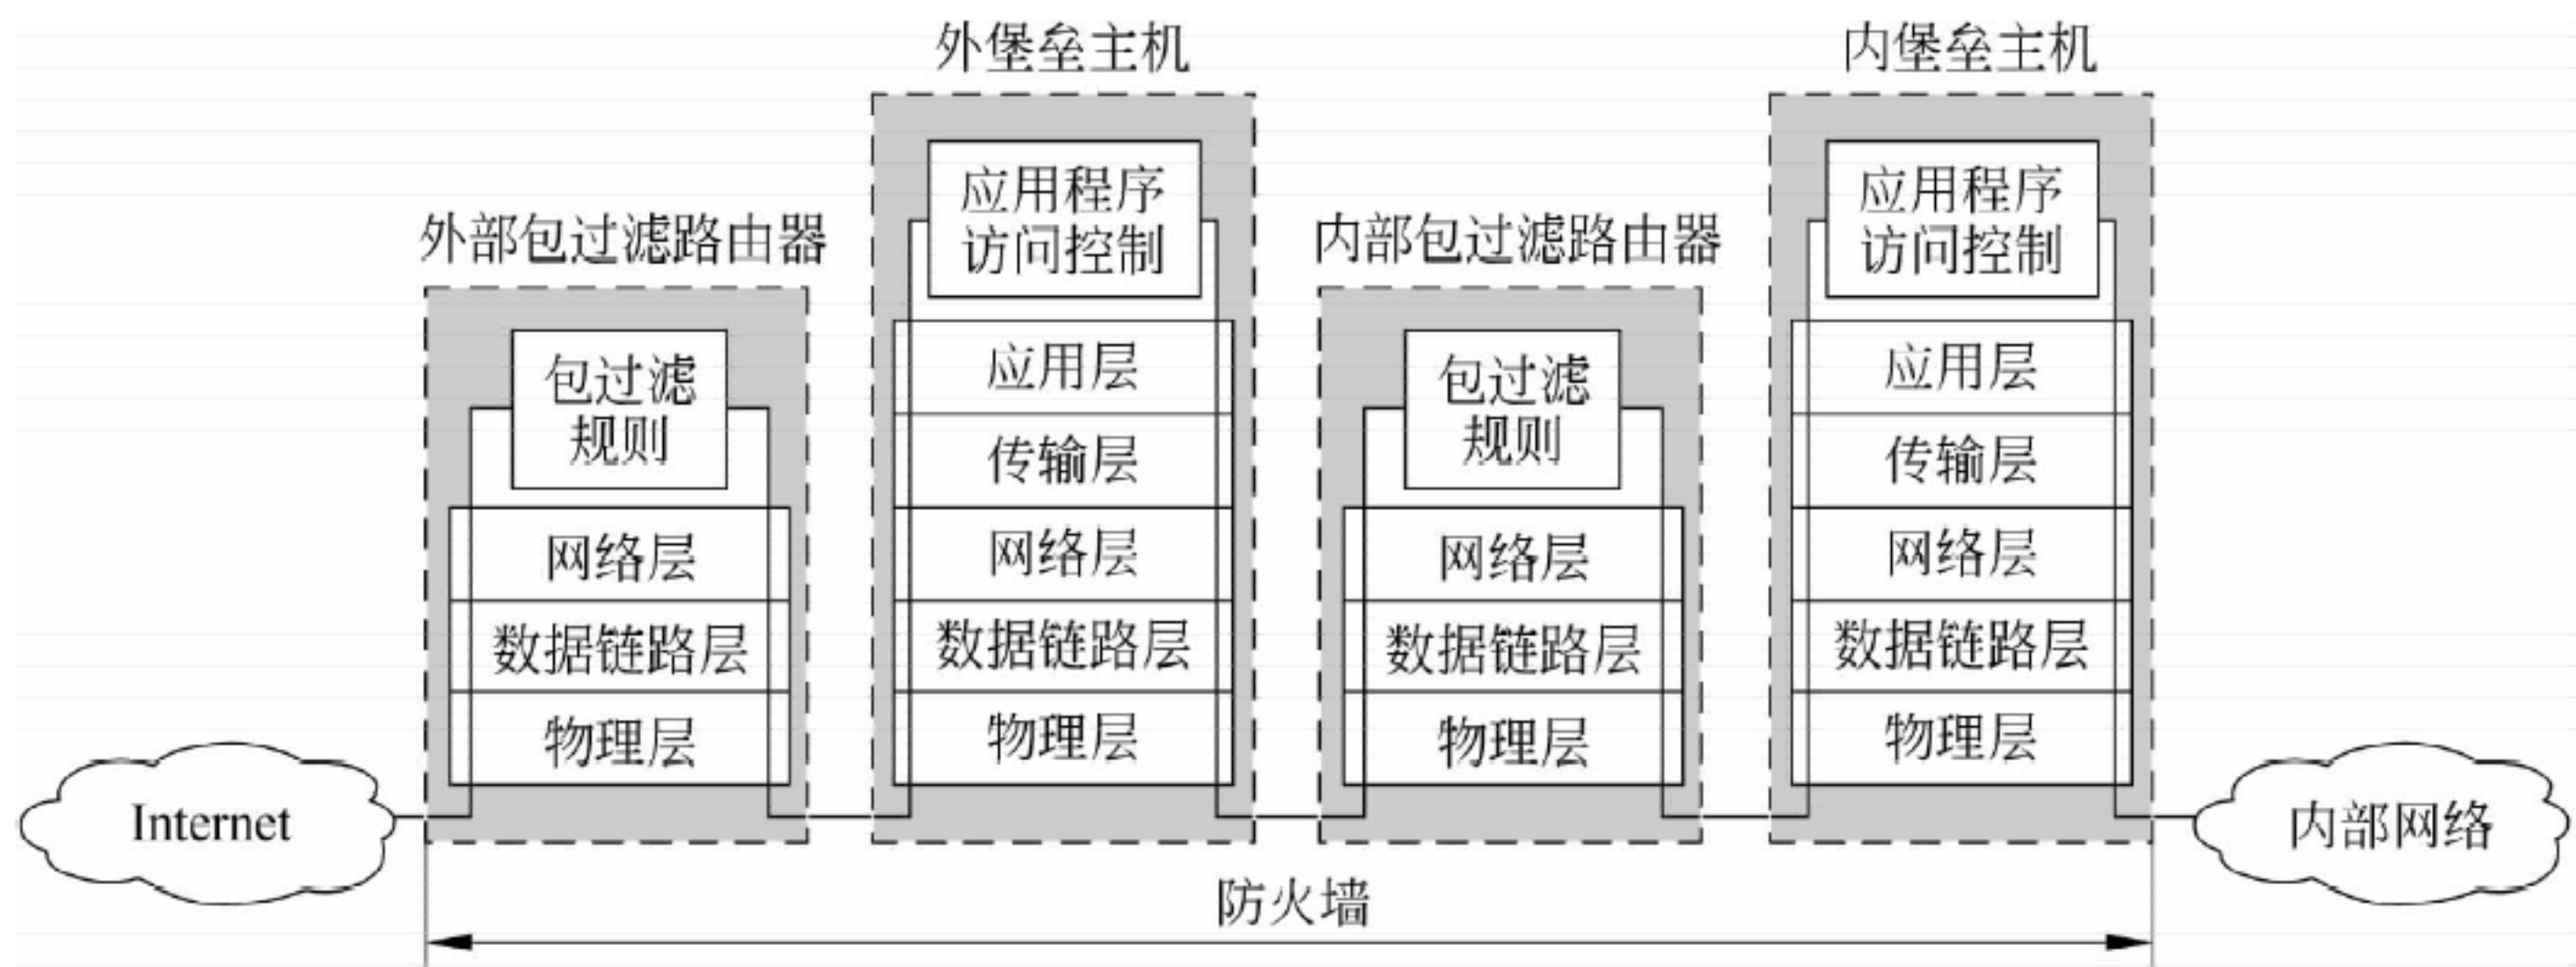 外堡垒主机
内堡垒主机
外部包过滤路由器
应用程序
访问控制
内部包过滤路由器
应用程序
访问控制
包过滤
规则
应用层
包过滤
规则
应用层
传输层
传输层
网络层
网络层
网络层
网络层
数据链路层
数据链路层
数据链路层
数据链路层
物理层
物理层
物理层
物理层
Internet
内部网络
防火墙